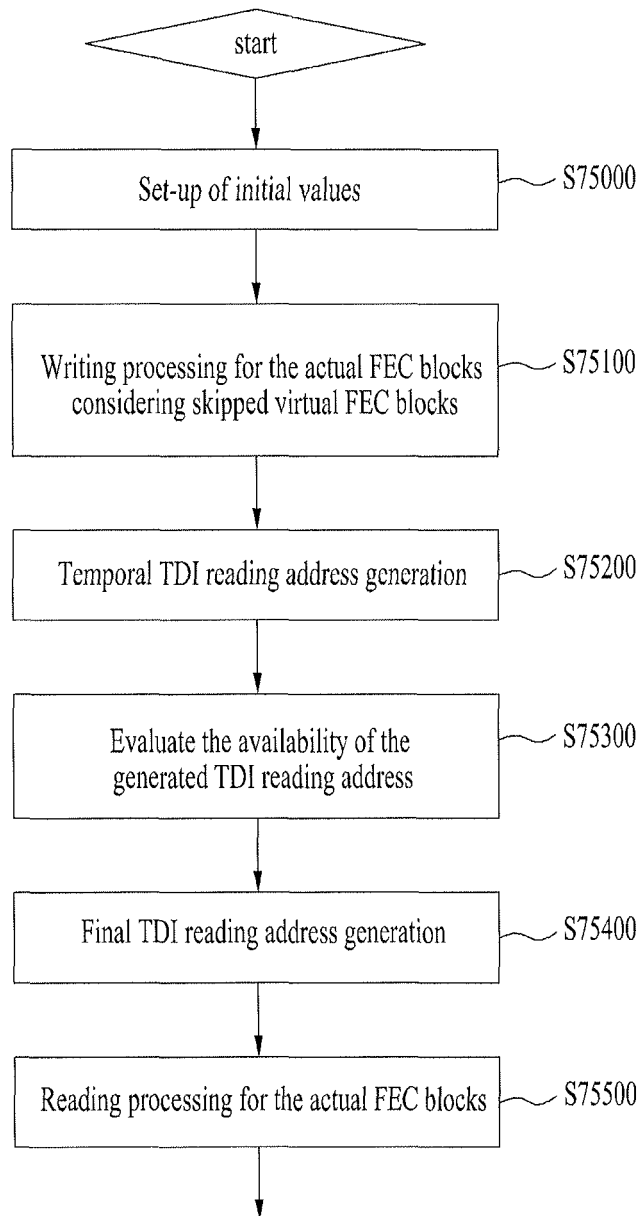 start
Set-up of initial values
S75000
Writing processing for the actual FEC blocks
considering skipped virtual FEC blocks
S75100
Temporal TDI reading address generation
S75200
Evaluate the availability of the
generated TDI reading address
S75300
Final TDI reading address generation
S75400
Reading processing for the actual FEC blocks
S75500